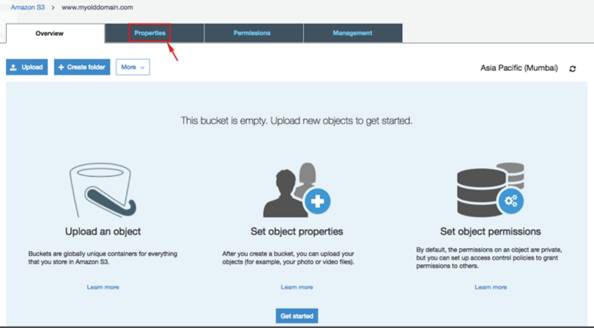 Amazon S3 > www.myolddomain.com
Overview Properties Permissions Management
Upload + Create folder More Asia Pacific (Mumbai)
This bucket is empty. Upload new objects to get started.
Upload an object
Buckets are globally unique containers for everything
that you store in Amazon S3.
Learn more
Set object properties
After you create a bucket, you can upload your
objects (for example, your photo or video files).
Learn more
Set object permissions
By default, the permissions on an object are private,
but you can set up access control policies to grant
permissions to others.
Learn more
Get started